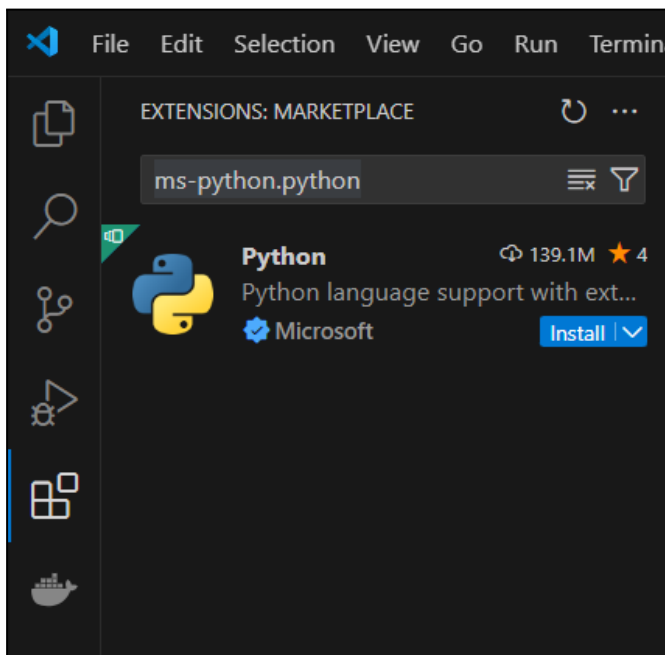 File Edit Selection View Go Run Termin
EXTENSIONS: MARKETPLACE
ms-python.python
Python 139.1M 4
Python language support with ext...
Microsoft Install